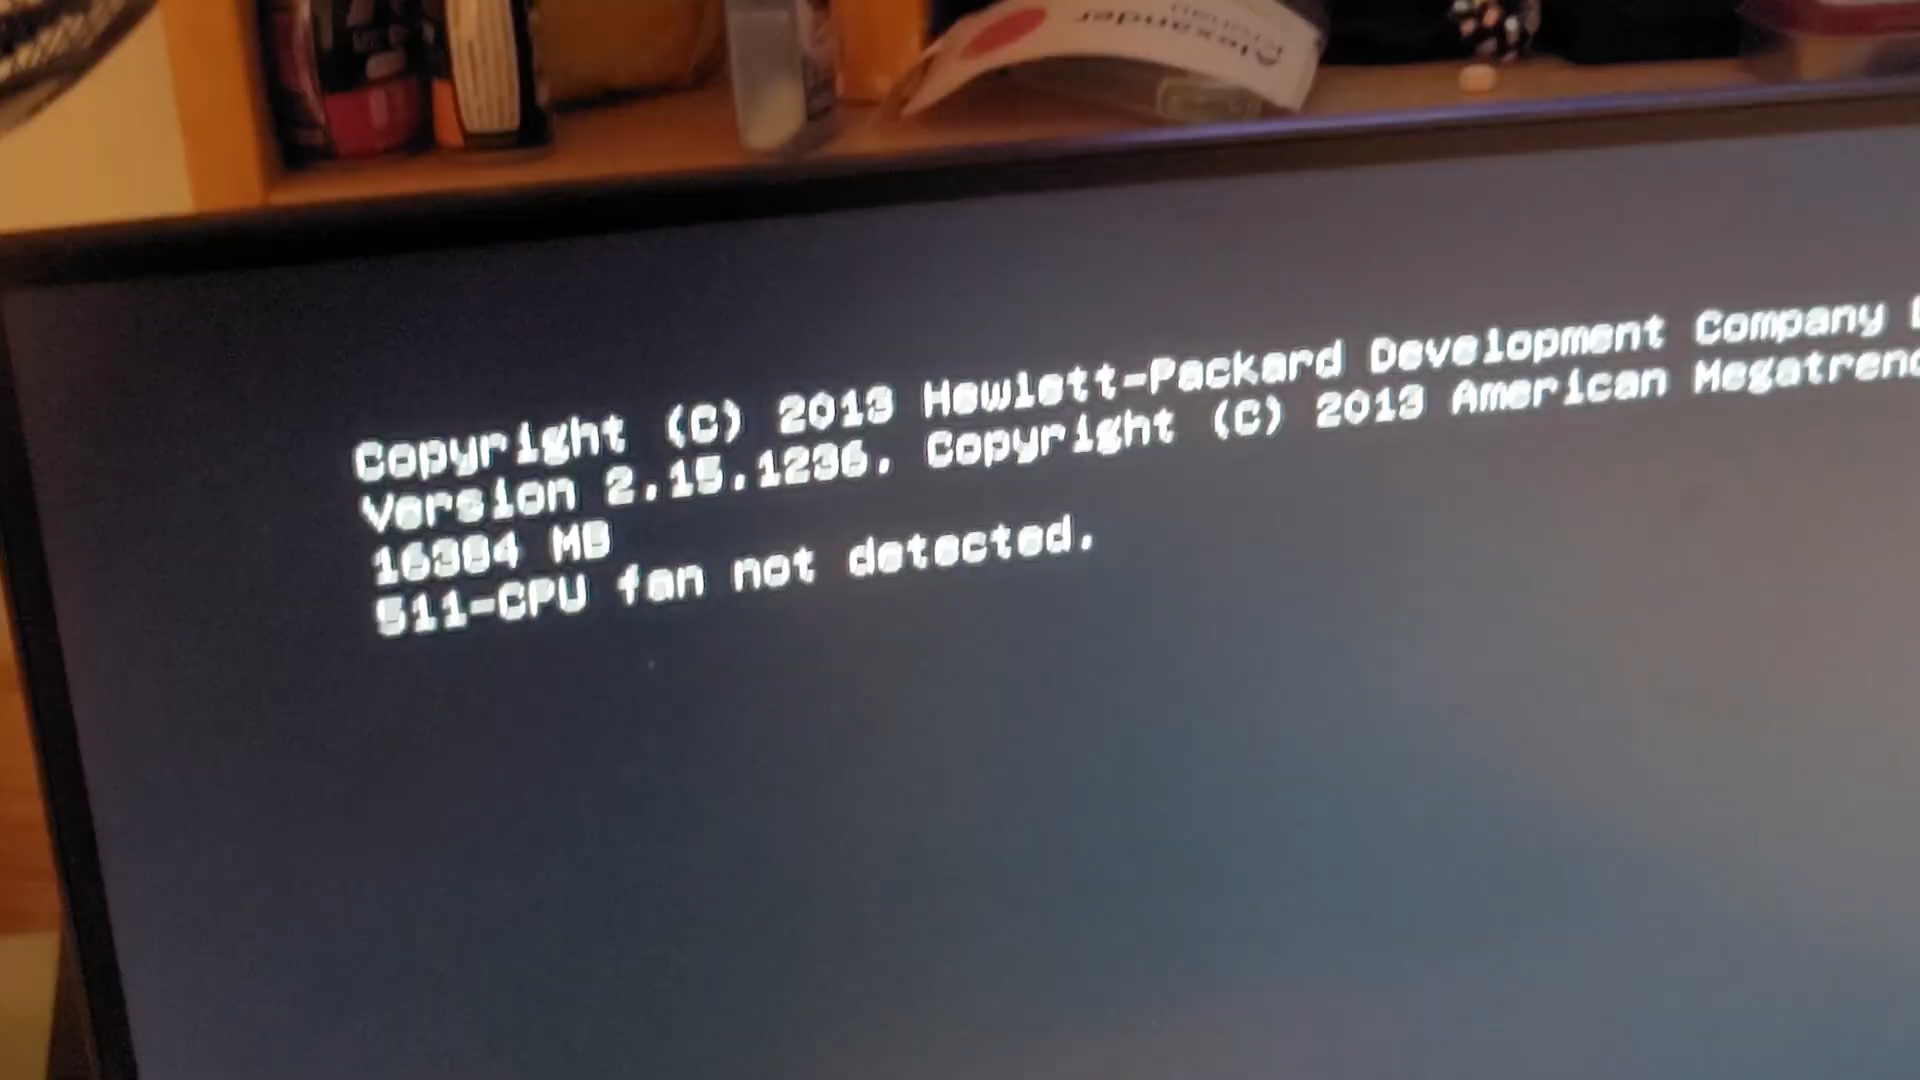 Alexander
Copyright (C) 2013 Hewlett-Packard Development Company
Version 2.15.1236. Copyright (C) 2013 American Megatrend
16384 MB
511-CPU fan not detected.